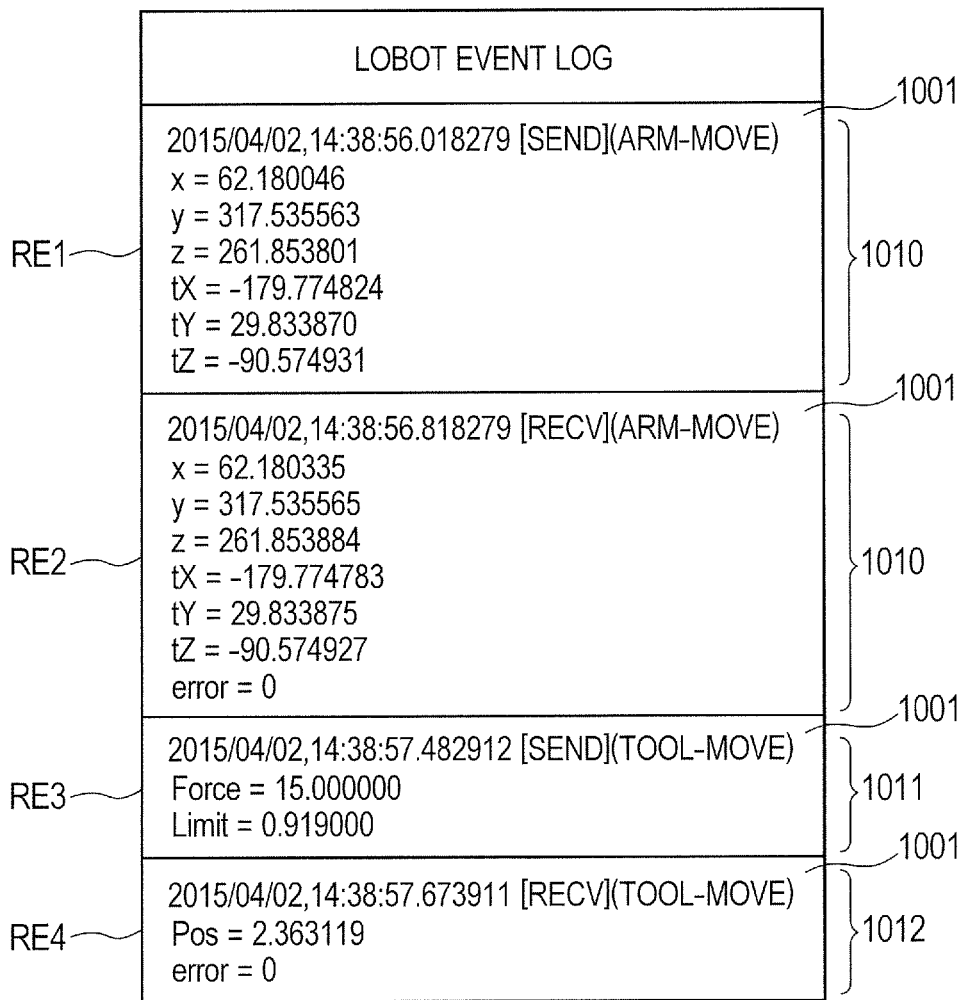 LOBOT EVENT LOG
1001
2015/04/02,14:38:56.018279 [SEND](ARM-MOVE)
x = 62.180046
y = 317.535563
RE1
z = 261.853801
1010
tX = -179.774824
tY = 29.833870
tZ = -90.574931
1001
2015/04/02,14:38:56.818279 [RECV](ARM-MOVE)
x = 62.180335
y = 317.535565
z = 261.853884
RE2
1010
tX = -179.774783
tY = 29.833875
tZ = -90.574927
error = 0
1001
2015/04/02,14:38:57.482912 [SEND](TOOL-MOVE)
RE3
Force = 15.000000
1011
Limit = 0.919000
1001
2015/04/02,14:38:57.673911 [RECV](TOOL-MOVE)
RE4
Pos = 2.363119
1012
error = 0